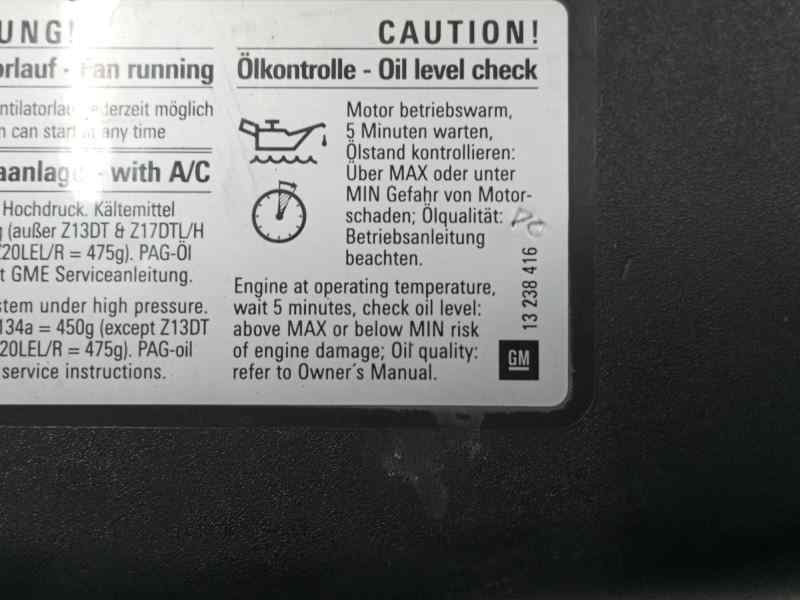 UNG!
CAUTION!
orlauf - Fan running
ntilatorlau jederzeit möglich
n can start at any time
aanlage - with A/C
Hochdruck. Kältemittel
g (außer Z13DT & Z17DTL/H
Z20LEL/R = 475g). PAG-Öl
t GME Serviceanleitung.
stem under high pressure.
134a = 450g (except Z13DT
Z20LEL/R = 475g). PAG-oil
service instructions.
Ölkontrolle - Oil level check
Motor betriebswarm,
5 Minuten warten,
Ölstand kontrollieren:
Über MAX oder unter
MIN Gefahr von Motor-
schaden; Ölqualität:
Betriebsanleitung
beachten.
Engine at operating temperature,
wait 5 minutes, check oil level:
above MAX or below MIN risk
of engine damage; Oil quality:
refer to Owner's Manual.
13 238 416
GM